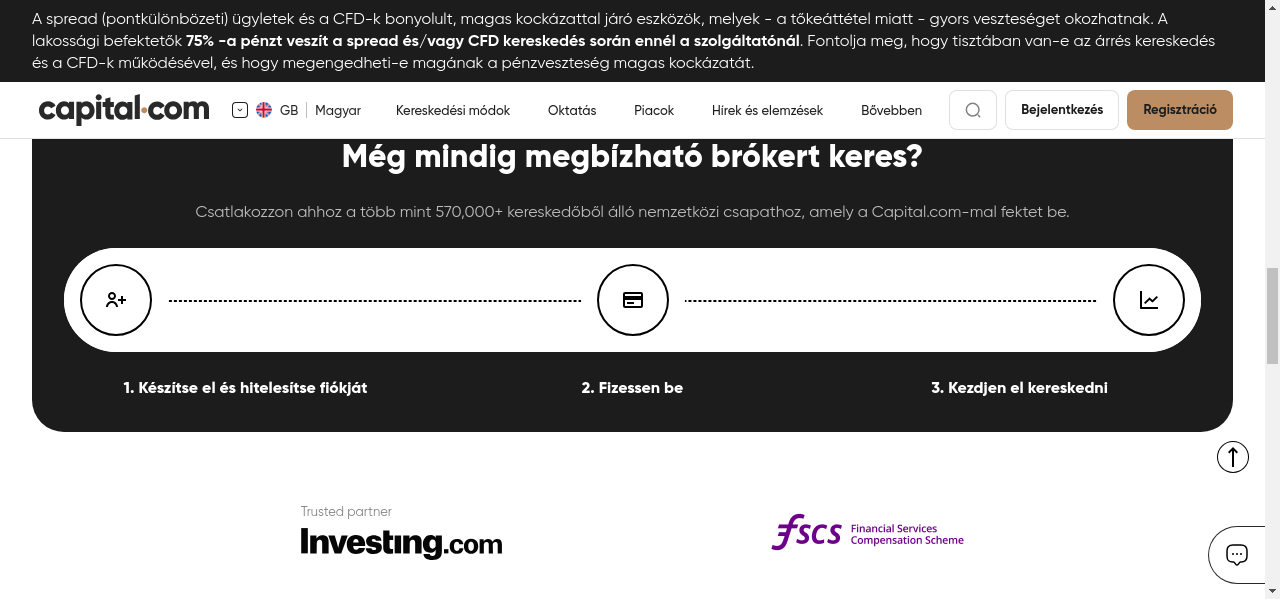 A spread (pontkülönbözeti) ügyletek és a CFD-k bonyolult, magas kockázattal járó eszközök, melyek - a tőkeáttétel miatt - gyors veszteséget okozhatnak. A
lakossági befektetők 75% -a pénzt veszít a spread és/vagy CFD kereskedés során ennél a szolgáltatónál. Fontolja meg, hogy tisztában van-e az árrés kereskedés
és a CFD-k működésével, és hogy megengedheti-e magának a pénzveszteség magas kockázatát.
capital.com GB Magyar Kereskedési módok Oktatás Piacok Hírek és elemzések Bővebben Bejelentkezés Regisztráció
Még mindig megbízható brókert keres?
Csatlakozzon ahhoz a több mint 570,000+ kereskedőből álló nemzetközi csapathoz, amely a Capital.com-mal fektet be.
1. Készítse el és hitelesítse fiókját 2. Fizessen be 3. Kezdjen el kereskedni
Trusted partner
Investing.com
fscs Financial Services
Compensation Scheme